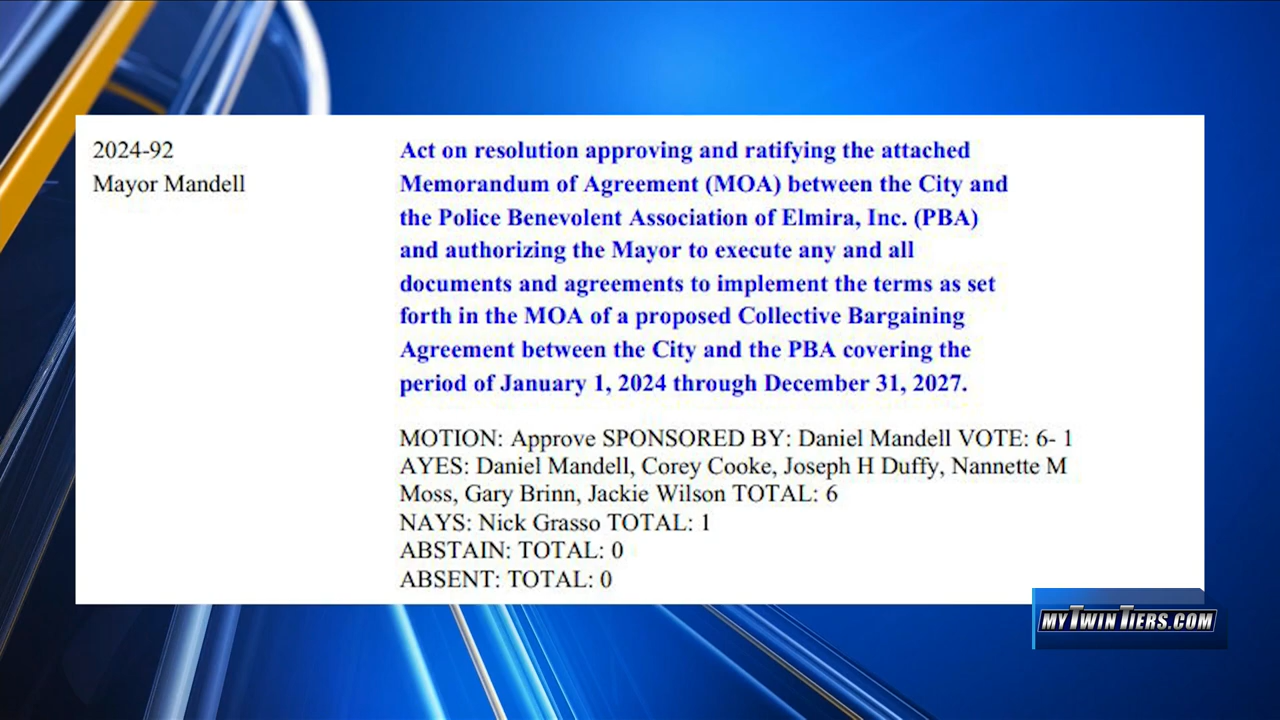 2024-92
Mayor Mandell
Act on resolution approving and ratifying the attached
Memorandum of Agreement (MOA) between the City and
the Police Benevolent Association of Elmira, Inc. (PBA)
and authorizing the Mayor to execute any and all
documents and agreements to implement the terms as set
forth in the MOA of a proposed Collective Bargaining
Agreement between the City and the PBA covering the
period of January 1, 2024 through December 31, 2027.
MOTION: Approve SPONSORED BY: Daniel Mandell VOTE: 6- 1
AYES: Daniel Mandell, Corey Cooke, Joseph H Duffy, Nannette M
Moss, Gary Brinn, Jackie Wilson TOTAL: 6
NAYS: Nick Grasso TOTAL: 1
ABSTAIN: TOTAL: 0
ABSENT: TOTAL: 0
MYTWINTIERS.COM